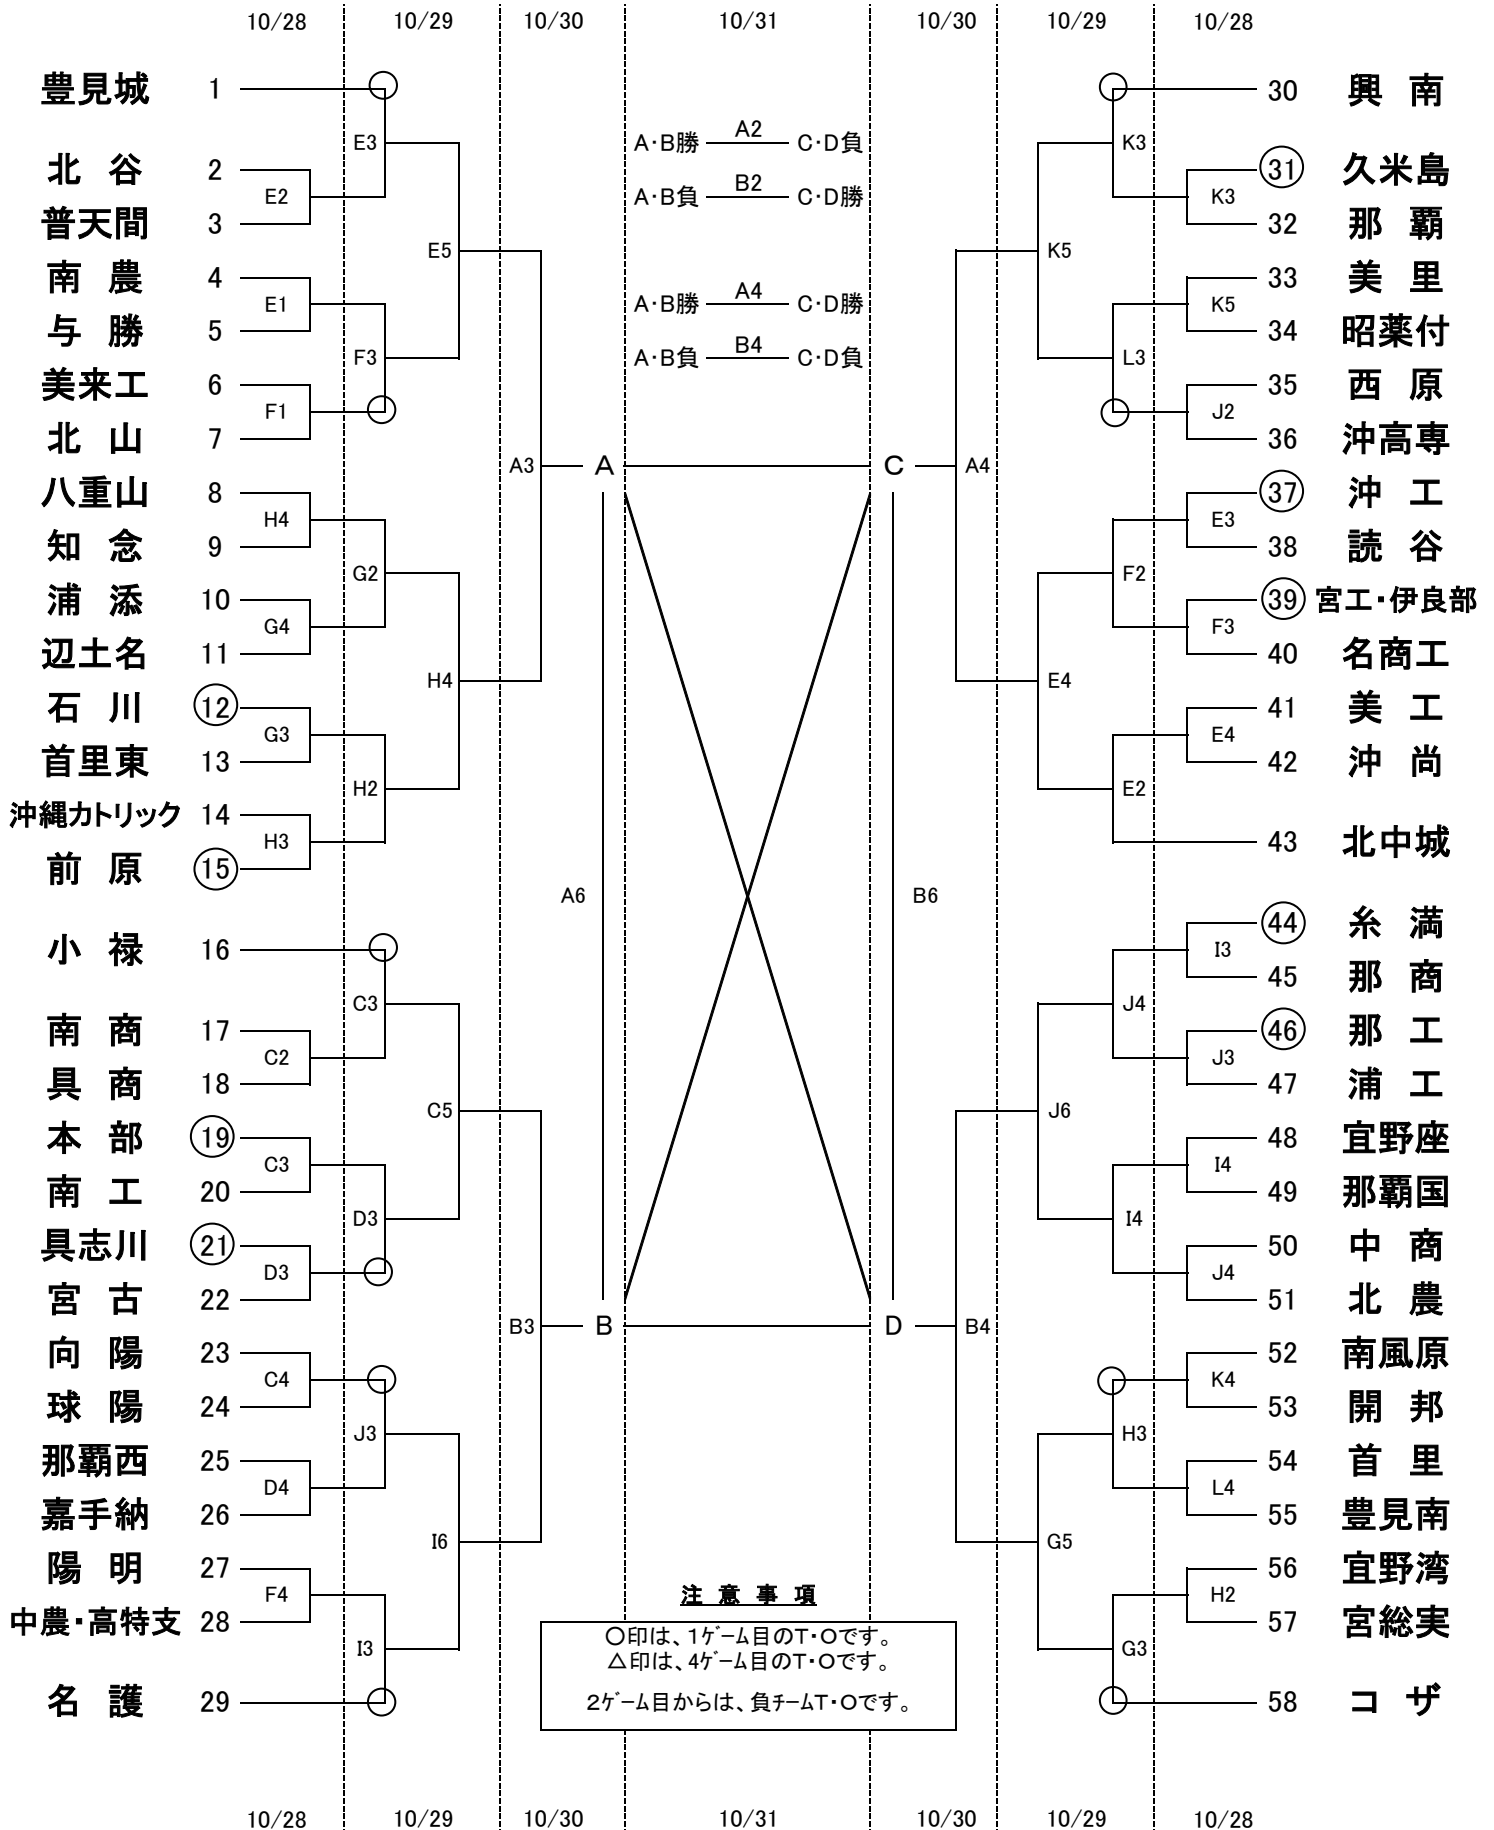 10/28 10/29 10/30 10/31 10/30 10/29 10/28
豊見城 1
北 谷 2
普天間 3
南 農 4
与 勝 5
美来工 6
北 山 7
八重山 8
知 念 9
浦 添 10
辺土名 11
石 川 12
首里東 13
沖縄カトリック 14
前 原 15
小 禄 16
南 商 17
具 商 18
本 部 19
南 工 20
具志川 21
宮 古 22
向 陽 23
球 陽 24
那覇西 25
嘉手納 26
陽 明 27
中農・高特支 28
名 護 29
E2
E1
F1
H4
G4
G3
H3
C2
C3
D3
C4
D4
F4
E3
F3
G2
H2
C3
D3
J3
I3
E5
H4
C5
I6
A3
B3
A・B勝 A2 C・D負
A・B負 B2 C・D勝
A・B勝 A4 C・D勝
A・B負 B4 C・D負
A
C
A6
B6
B
D
A4
B4
K5
E4
J6
G5
K3
L3
F2
E2
J4
I4
H3
G3
K3
K5
J2
E3
F3
E4
I3
J3
I4
J4
K4
L4
H2
30 興 南
31 久米島
32 那 覇
33 美 里
34 昭薬付
35 西 原
36 沖高専
37 沖 工
38 読 谷
39 宮工・伊良部
40 名商工
41 美 工
42 沖 尚
43 北中城
44 糸 満
45 那 商
46 那 工
47 浦 工
48 宜野座
49 那覇国
50 中 商
51 北 農
52 南風原
53 開 邦
54 首 里
55 豊見南
56 宜野湾
57 宮総実
58 コ ザ
注 意 事 項
○印は、1ゲーム目のT・Oです。
△印は、4ゲーム目のT・Oです。
2ゲーム目からは、負チームT・Oです。
10/28 10/29 10/30 10/31 10/30 10/29 10/28